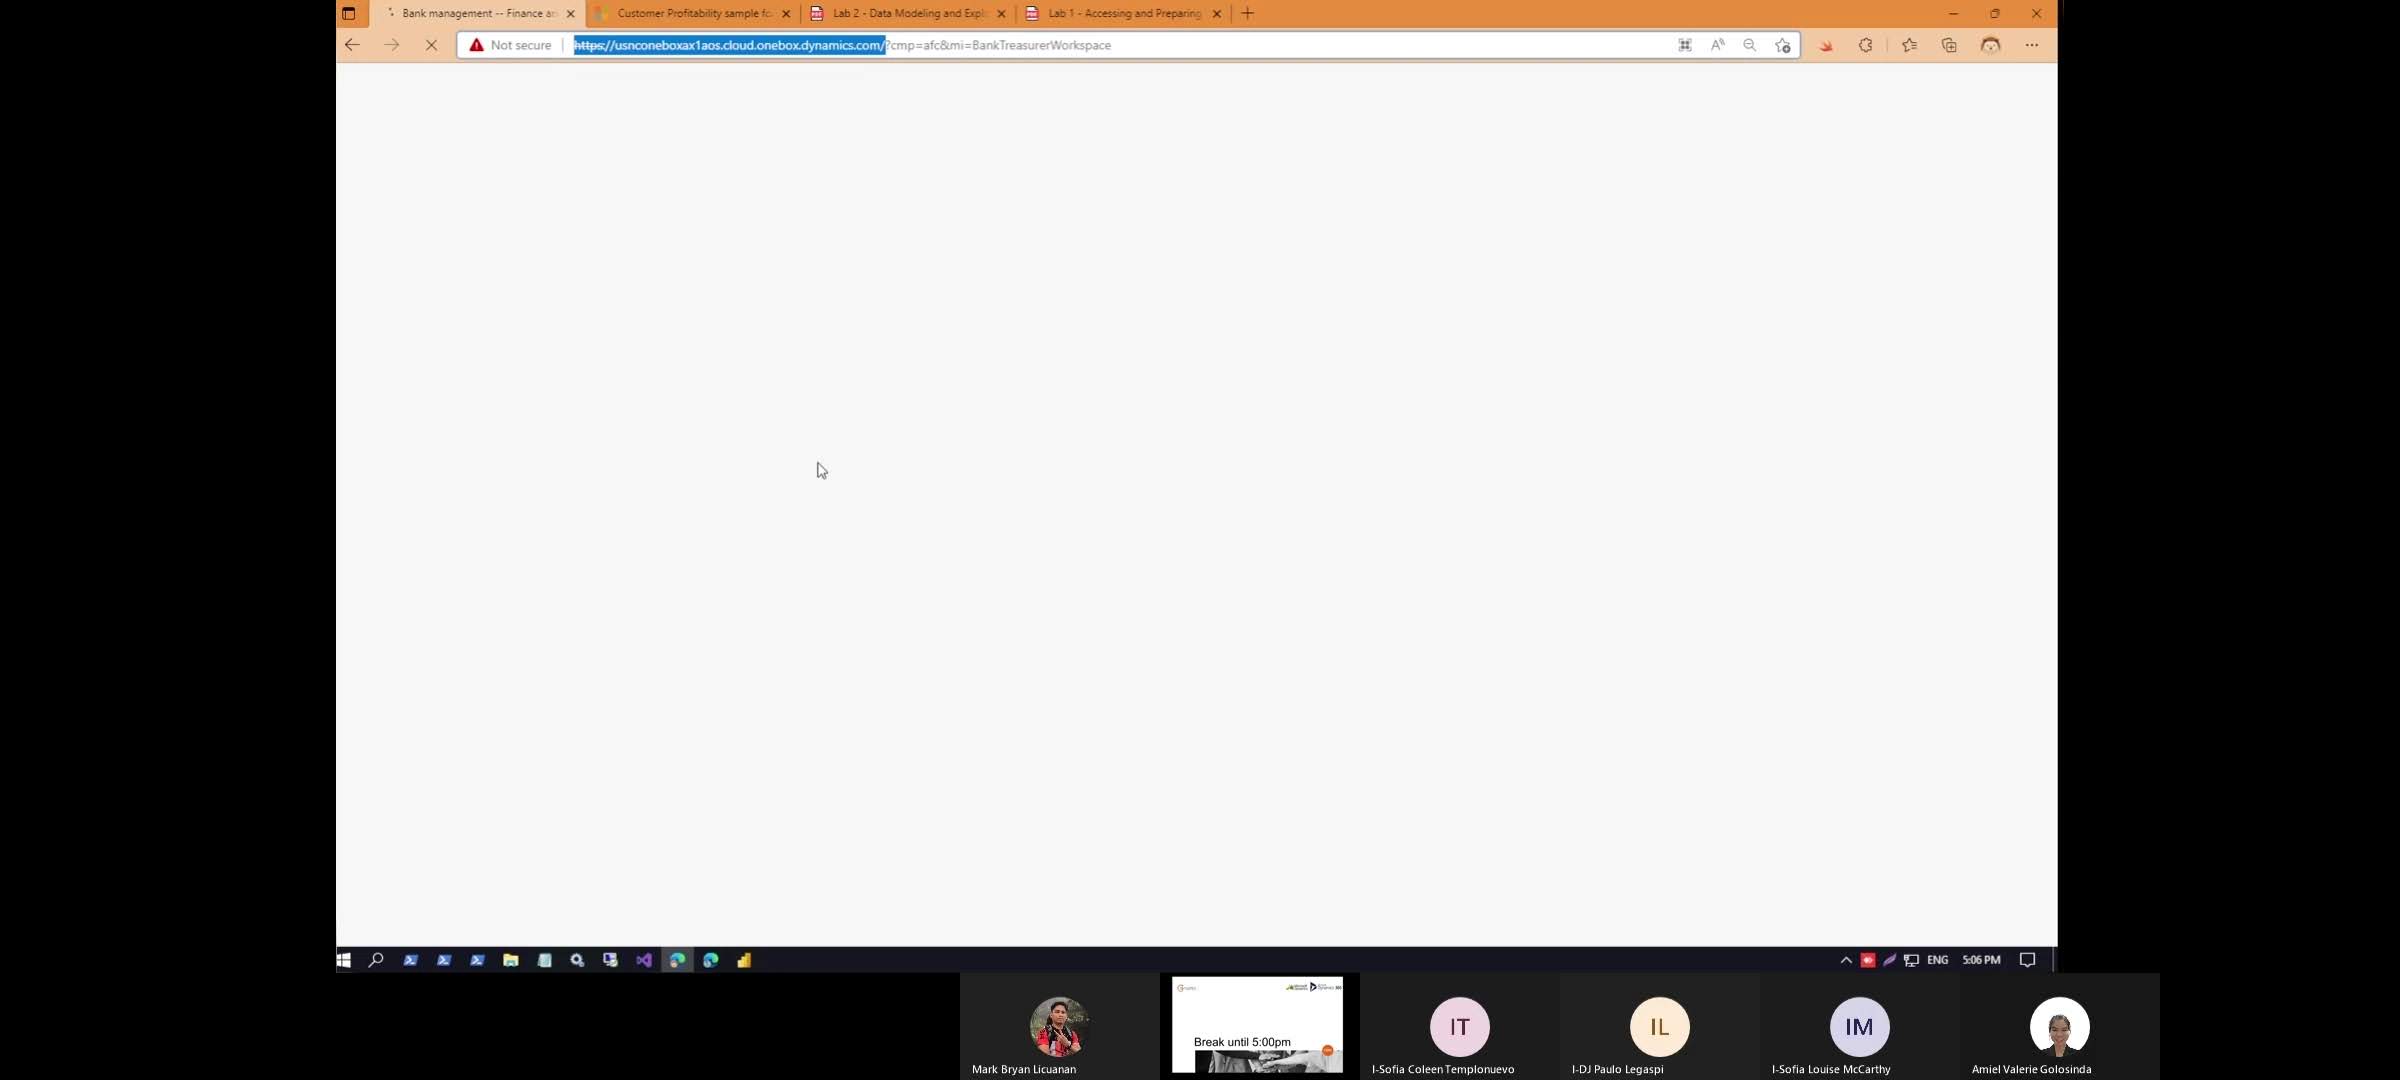 Bank management -- Finance an
Customer Profitability sample fo
Lab 2 - Data Modeling and Explo
Lab 1 - Accessing and Preparing
Not secure
https://usnconeboxax1aos.cloud.onebox.dynamics.com/?cmp=afc&mi=BankTreasurerWorkspace
ENG
5:06 PM
Break until 5:00pm
IT
IL
IM
Mark Bryan Licuanan
I-Sofia Coleen Templonuevo
I-DJ Paulo Legaspi
I-Sofia Louise McCarthy
Amiel Valerie Golosinda